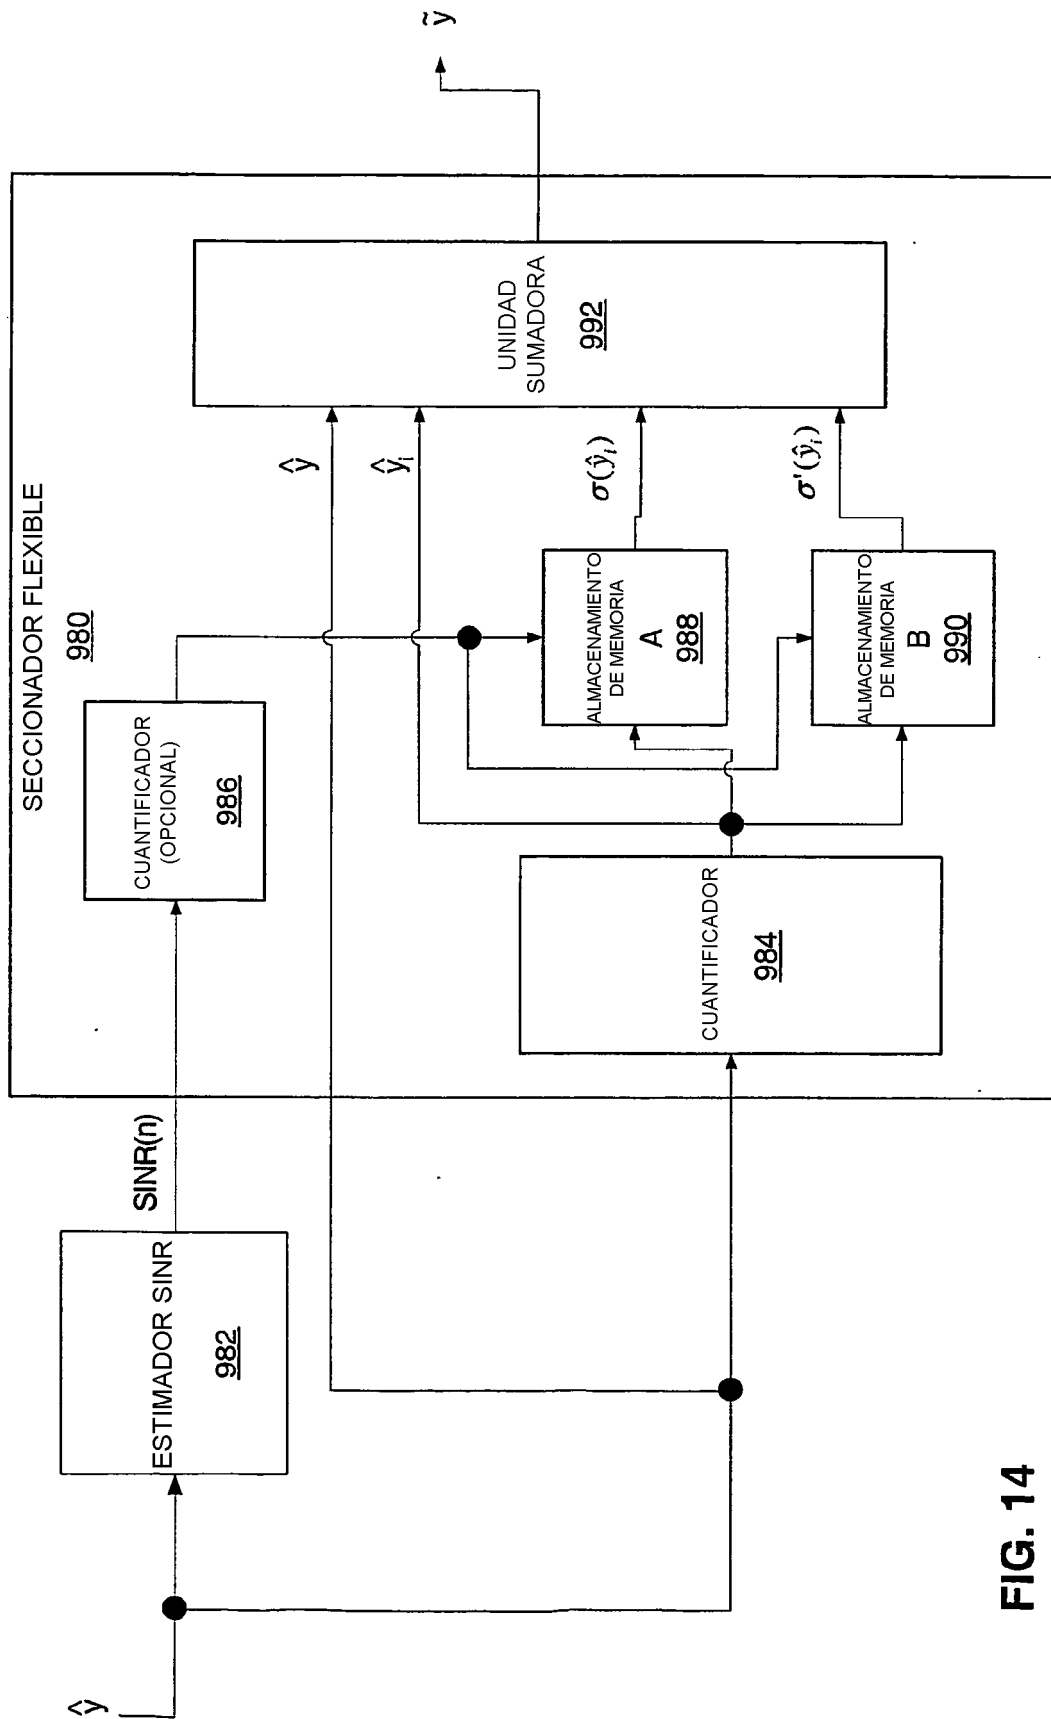 SECCIONADOR FLEXIBLE
980
ŷ
ESTIMADOR SINR
982
SINR(n)
CUANTIFICADOR
(OPCIONAL)
986
ŷ
ŷi
CUANTIFICADOR
984
ALMACENAMIENTO
DE MEMORIA
A
988
σ(ŷi)
ALMACENAMIENTO
DE MEMORIA
B
990
σ'(ŷi)
UNIDAD
SUMADORA
992
ỹ
FIG. 14